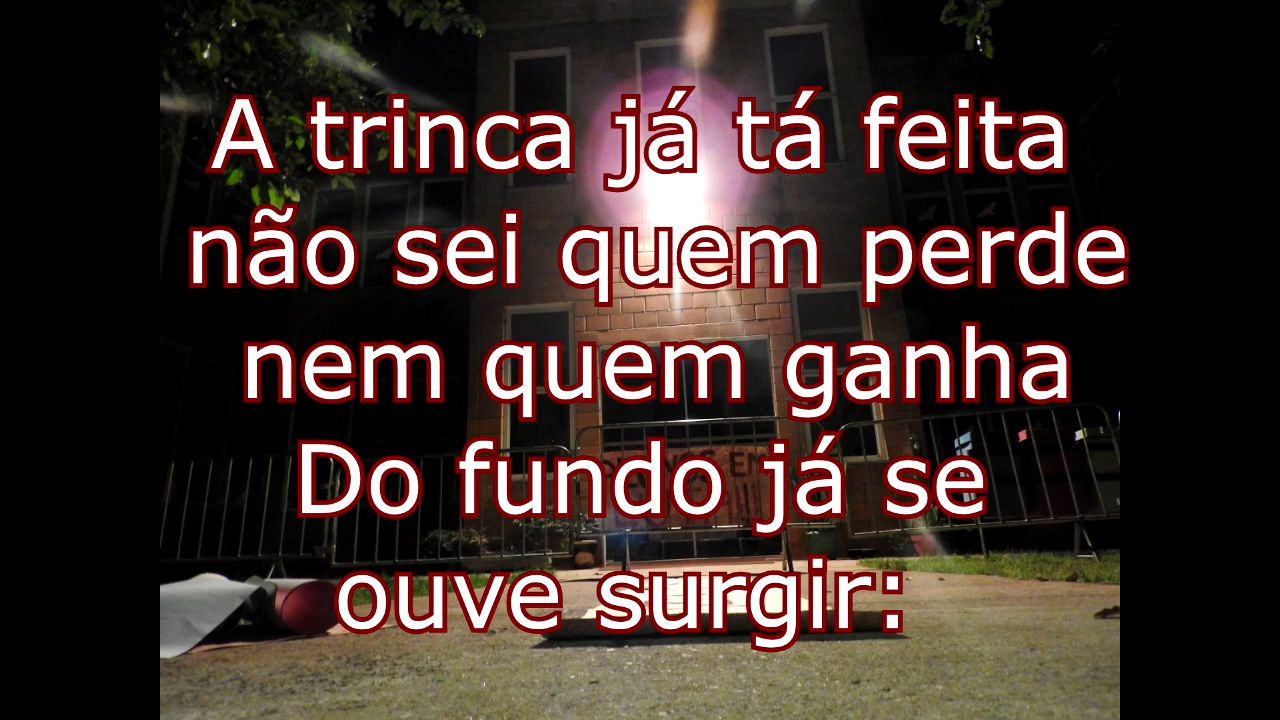 A trinca já tá feita
não sei quem perde
nem quem ganha
Do fundo já se
ouve surgir: